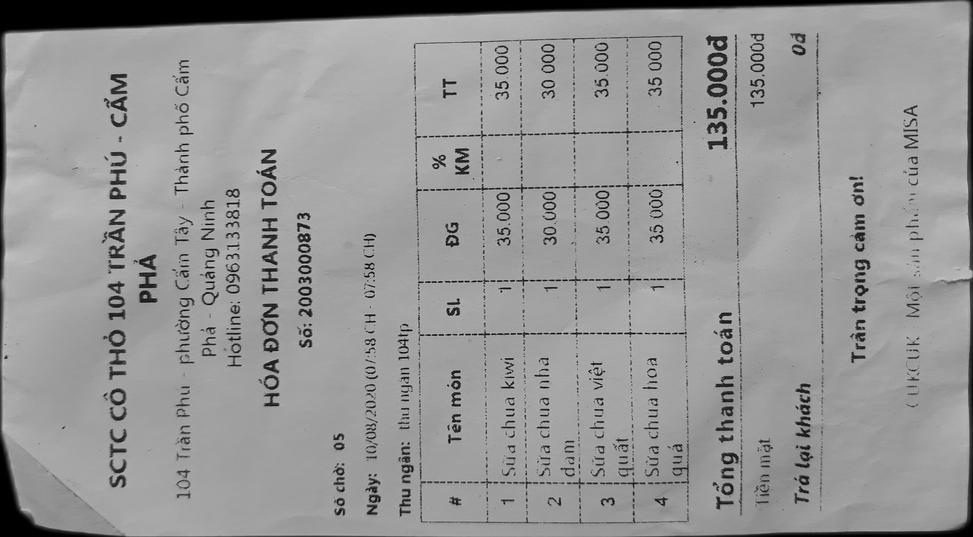 SCTC CÔ THỎ 104 TRẦN PHÚ - CẨM
PHẢ
104 Trần Phú - phường Cẩm Tây - Thành phố Cẩm
Phả - Quảng Ninh
Hotline: 0963133818
HÓA ĐƠN THANH TOÁN
Số: 2003000873
Số chờ: 05
Ngày: 10/08/2020 (07:58 CH - 07:58 CH)
Thu ngân: thu ngân 104tp
# Tên món SL ĐG % KM TT
1 Sữa chua kiwi 1 35.000 35.000
2 Sữa chua nha 1 30.000 30 000
đam
3 Sữa chua việt 1 35.000 35.000
quất
4 Sữa chua hoa 1 35 000 35 000
quả
Tổng thanh toán 135.000đ
Tiền mặt 135.000đ
Trả lại khách 0đ
Trân trọng cảm ơn!
CUKCUK Một sản phẩm của MISA